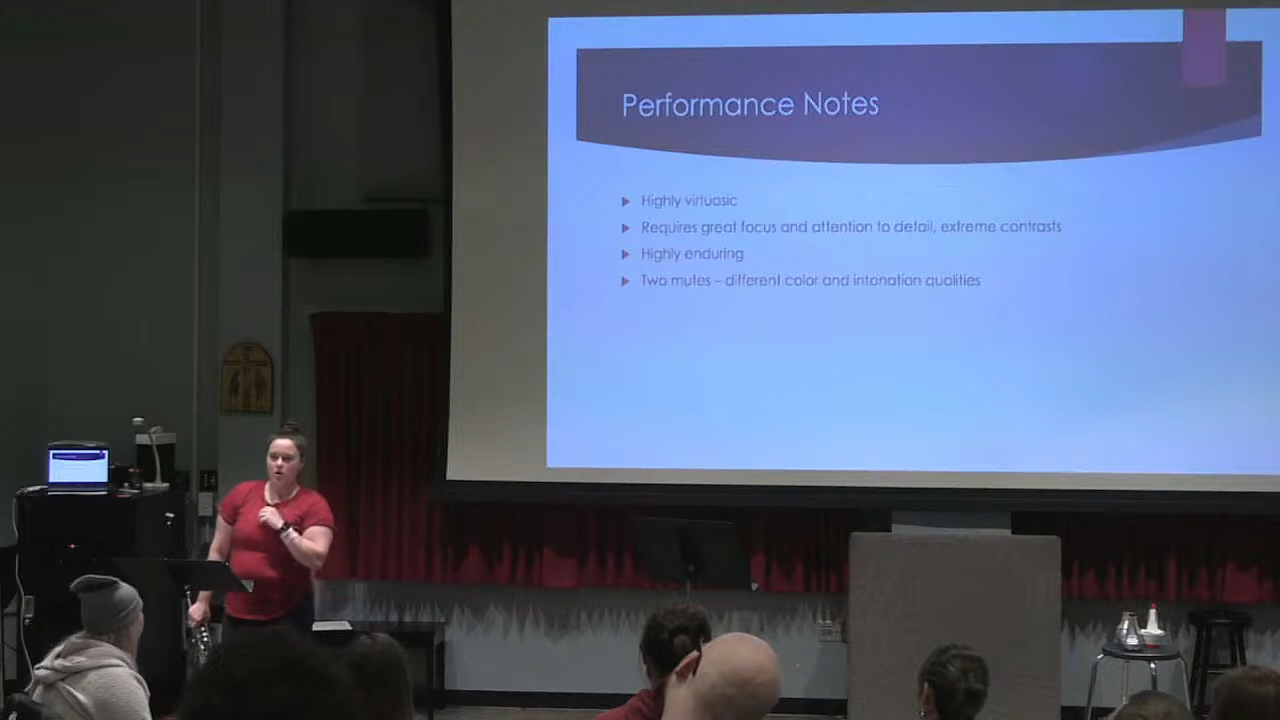 Performance Notes
Highly virtuosic
Requires great focus and attention to detail, extreme contrasts
Highly enduring
Two mutes – different color and intonation qualities